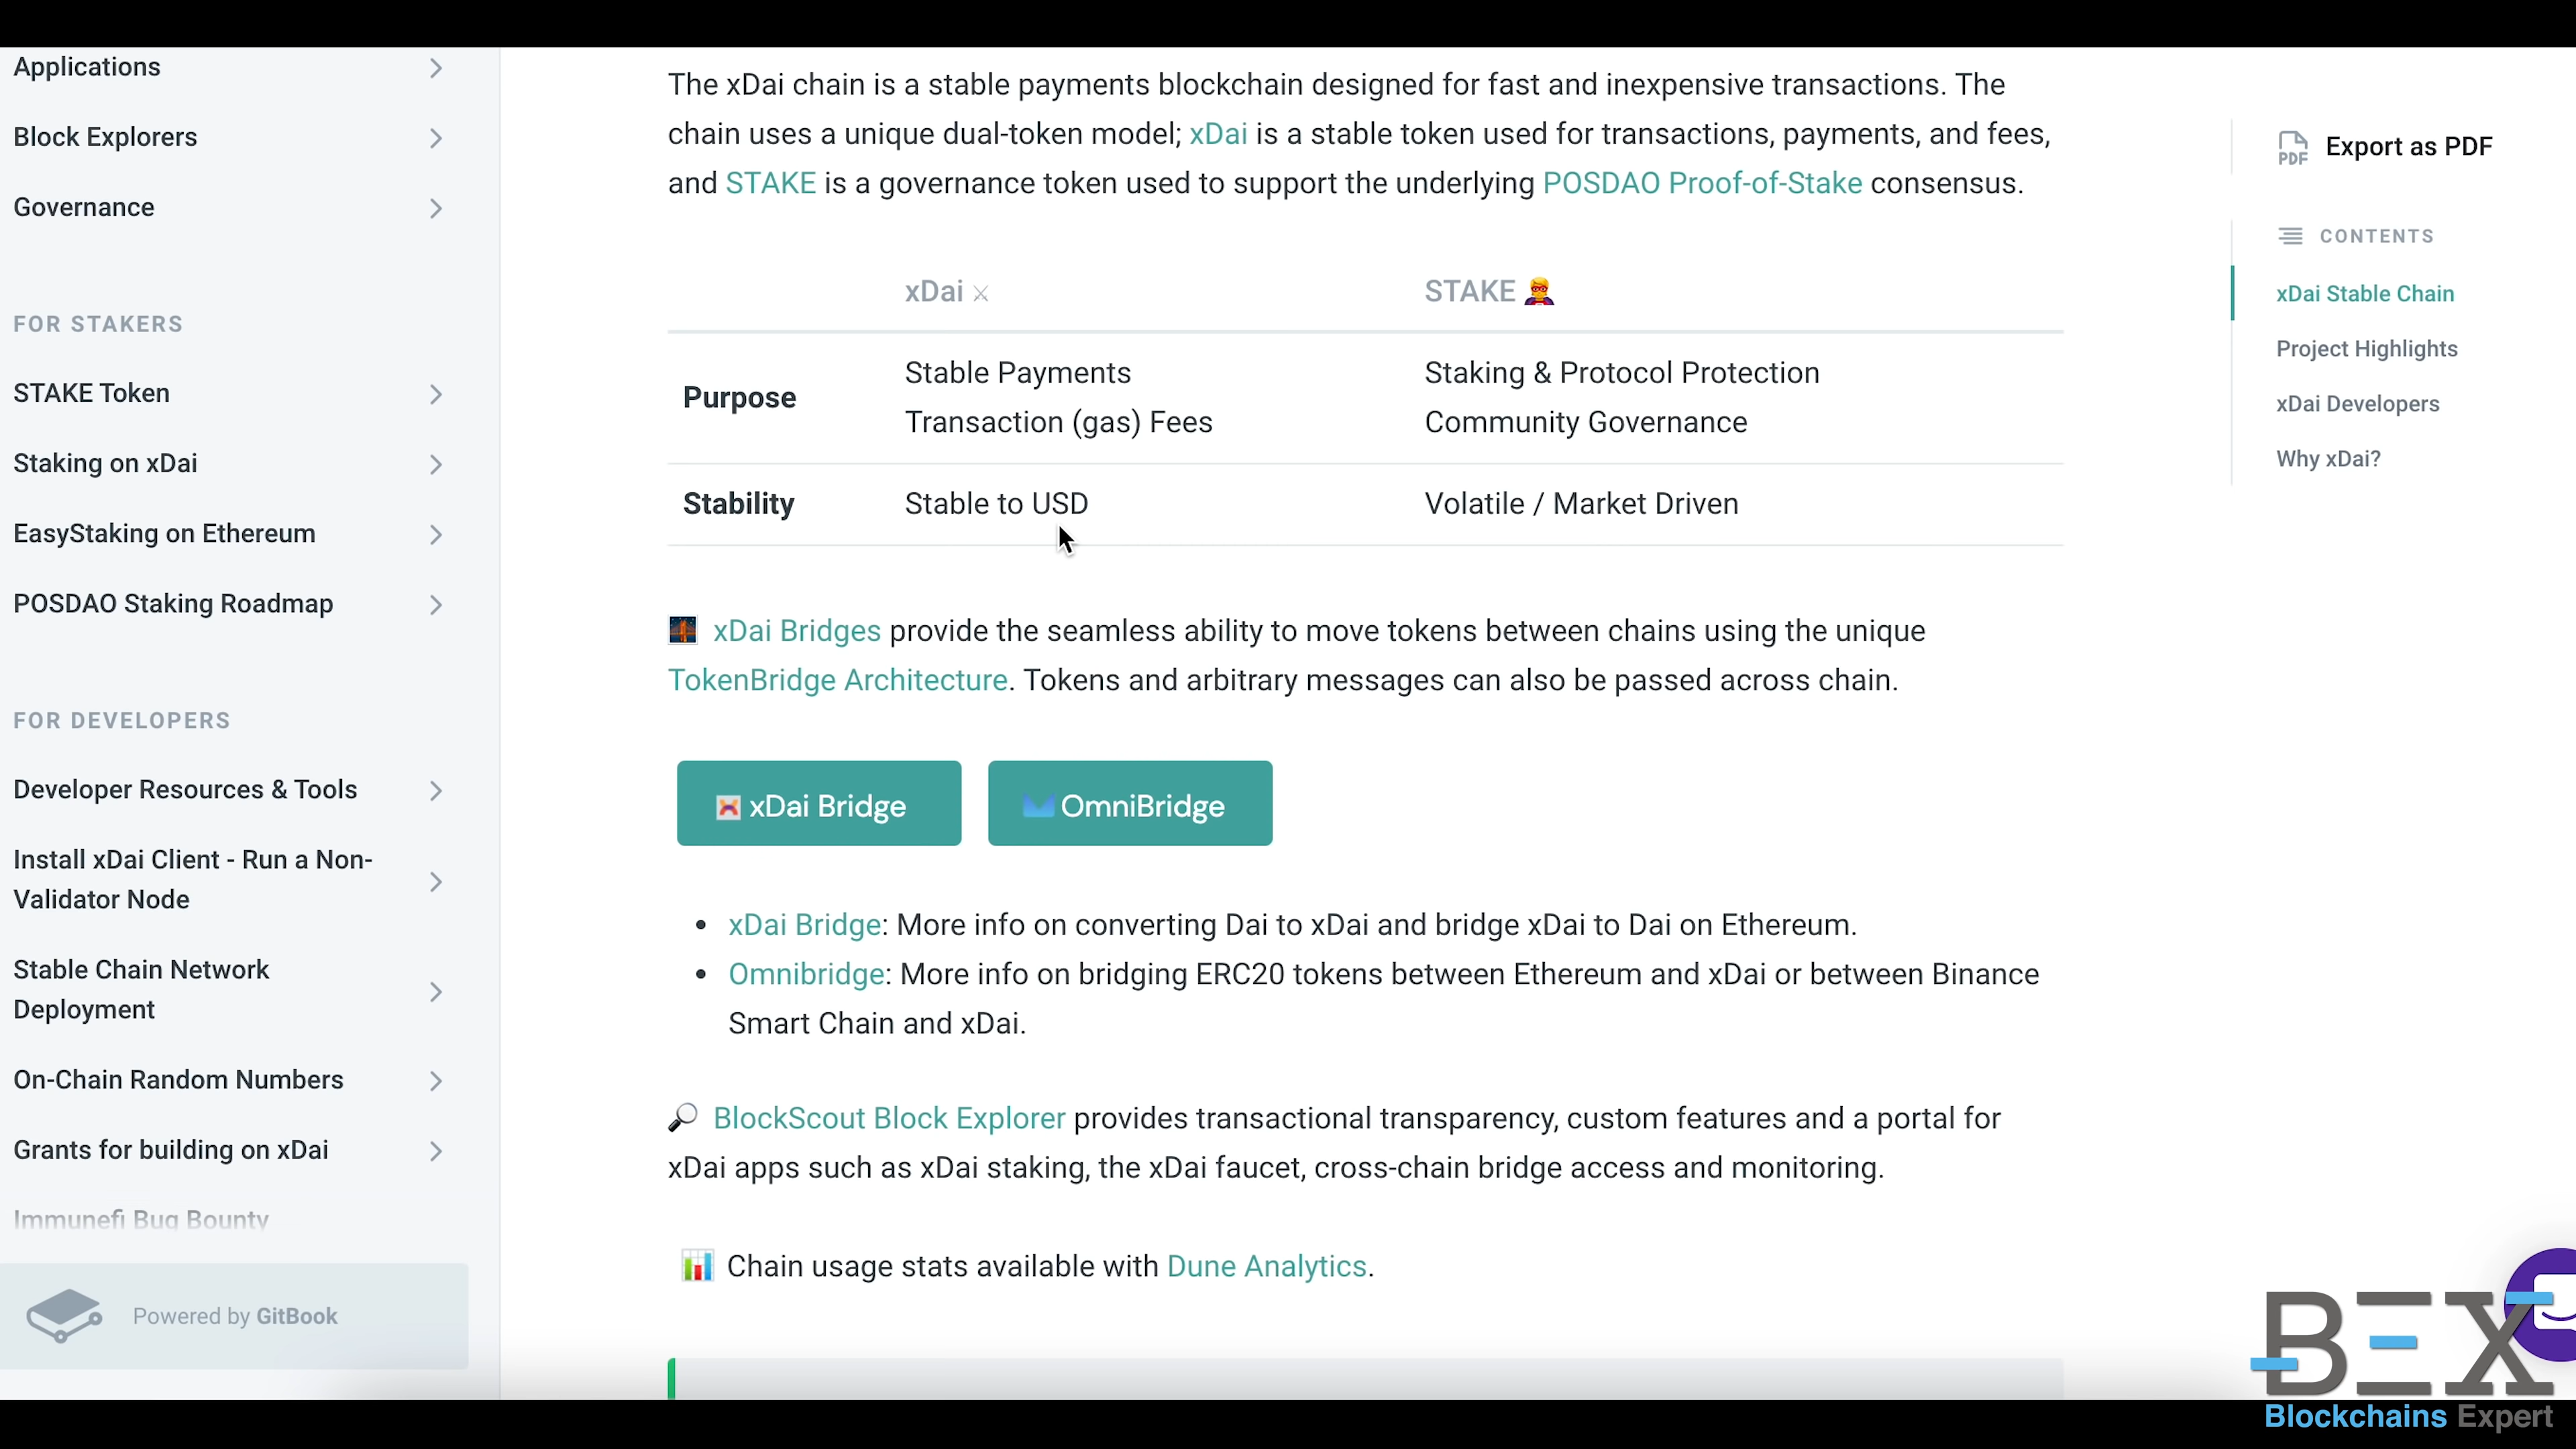 Applications
Block Explorers
Governance
FOR STAKERS
STAKE Token
Staking on xDai
EasyStaking on Ethereum
POSDAO Staking Roadmap
FOR DEVELOPERS
Developer Resources & Tools
Install xDai Client - Run a Non-
Validator Node
Stable Chain Network
Deployment
On-Chain Random Numbers
Grants for building on xDai
Immunefi Bug Bounty
Powered by GitBook
The xDai chain is a stable payments blockchain designed for fast and inexpensive transactions. The
chain uses a unique dual-token model; xDai is a stable token used for transactions, payments, and fees,
and STAKE is a governance token used to support the underlying POSDAO Proof-of-Stake consensus.
xDai ⚔ STAKE 🦸
Purpose
Stable Payments
Transaction (gas) Fees
Staking & Protocol Protection
Community Governance
Stability Stable to USD Volatile / Market Driven
xDai Bridges provide the seamless ability to move tokens between chains using the unique
TokenBridge Architecture. Tokens and arbitrary messages can also be passed across chain.
xDai Bridge OmniBridge
• xDai Bridge: More info on converting Dai to xDai and bridge xDai to Dai on Ethereum.
• Omnibridge: More info on bridging ERC20 tokens between Ethereum and xDai or between Binance
Smart Chain and xDai.
BlockScout Block Explorer provides transactional transparency, custom features and a portal for
xDai apps such as xDai staking, the xDai faucet, cross-chain bridge access and monitoring.
Chain usage stats available with Dune Analytics.
PDF Export as PDF
CONTENTS
xDai Stable Chain
Project Highlights
xDai Developers
Why xDai?
BEX
Blockchains Expert